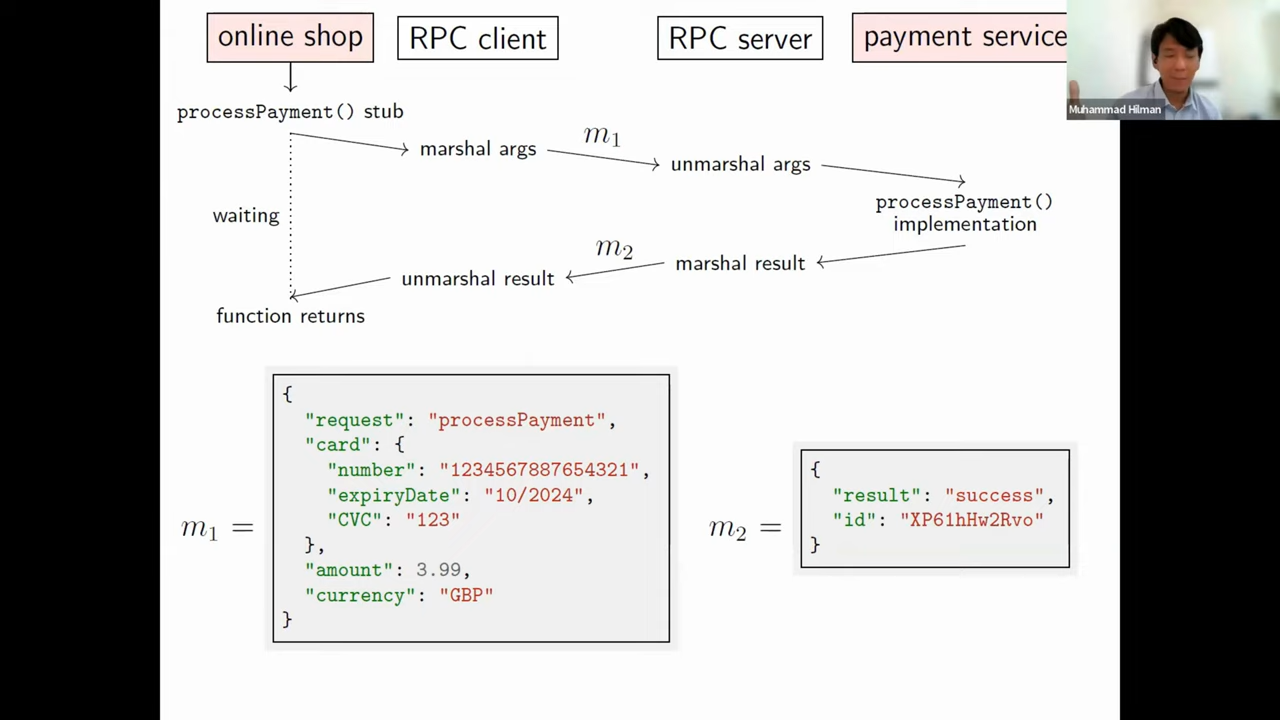 online shop
RPC client
RPC server
payment service
Muhammad Hilman
processPayment() stub
marshal args
m1
unmarshal args
processPayment()
implementation
waiting
m2
marshal result
unmarshal result
function returns
m1 =
{
"request": "processPayment",
"card": {
"number": "1234567887654321",
"expiryDate": "10/2024",
"CVC": "123"
},
"amount": 3.99,
"currency": "GBP"
}
m2 =
{
"result": "success",
"id": "XP61hHw2Rvo"
}